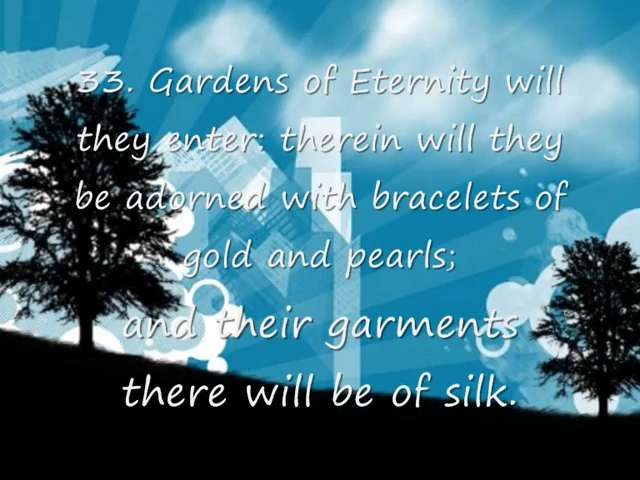 33. Gardens of Eternity will
they enter: therein will they
be adorned with bracelets of
gold and pearls;
and their garments
there will be of silk.